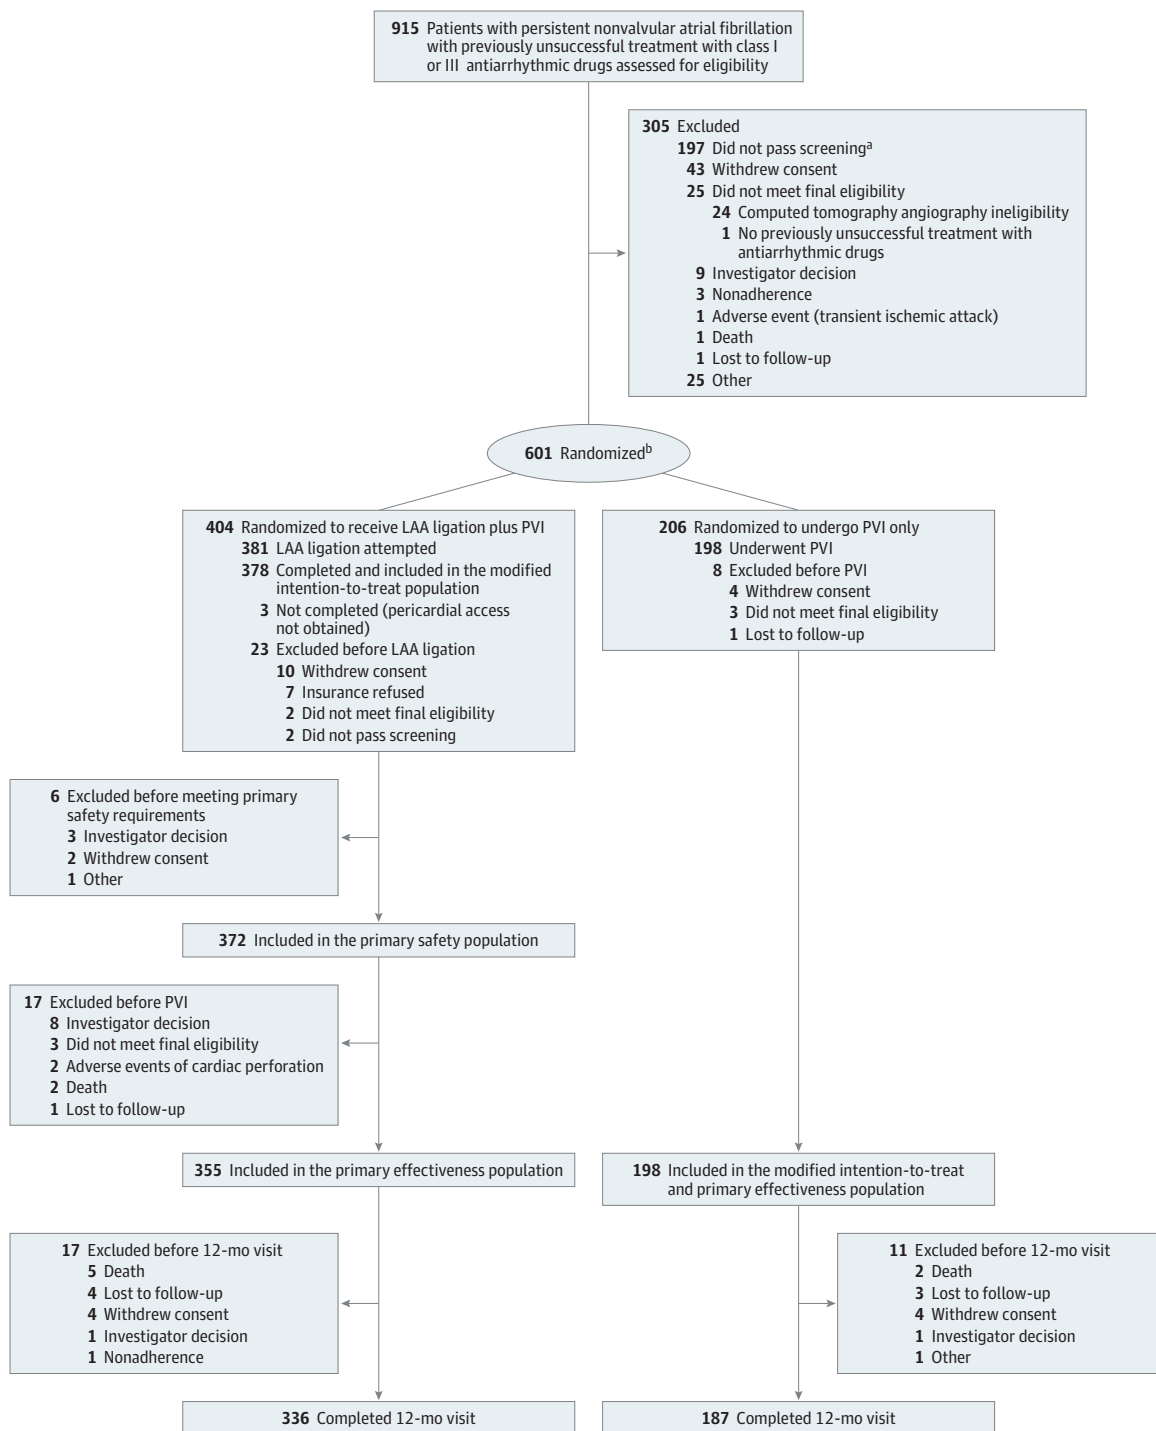 915 Patients with persistent nonvalvular atrial fibrillation
with previously unsuccessful treatment with class I
or III antiarrhythmic drugs assessed for eligibility
305 Excluded
197 Did not pass screeningᵃ
43 Withdrew consent
25 Did not meet final eligibility
24 Computed tomography angiography ineligibility
1 No previously unsuccessful treatment with
antiarrhythmic drugs
9 Investigator decision
3 Nonadherence
1 Adverse event (transient ischemic attack)
1 Death
1 Lost to follow-up
25 Other
601 Randomizedᵇ
404 Randomized to receive LAA ligation plus PVI
381 LAA ligation attempted
378 Completed and included in the modified
intention-to-treat population
3 Not completed (pericardial access
not obtained)
23 Excluded before LAA ligation
10 Withdrew consent
7 Insurance refused
2 Did not meet final eligibility
2 Did not pass screening
206 Randomized to undergo PVI only
198 Underwent PVI
8 Excluded before PVI
4 Withdrew consent
3 Did not meet final eligibility
1 Lost to follow-up
6 Excluded before meeting primary
safety requirements
3 Investigator decision
2 Withdrew consent
1 Other
372 Included in the primary safety population
17 Excluded before PVI
8 Investigator decision
3 Did not meet final eligibility
2 Adverse events of cardiac perforation
2 Death
1 Lost to follow-up
355 Included in the primary effectiveness population
198 Included in the modified intention-to-treat
and primary effectiveness population
17 Excluded before 12-mo visit
5 Death
4 Lost to follow-up
4 Withdrew consent
1 Investigator decision
1 Nonadherence
11 Excluded before 12-mo visit
2 Death
3 Lost to follow-up
4 Withdrew consent
1 Investigator decision
1 Other
336 Completed 12-mo visit
187 Completed 12-mo visit